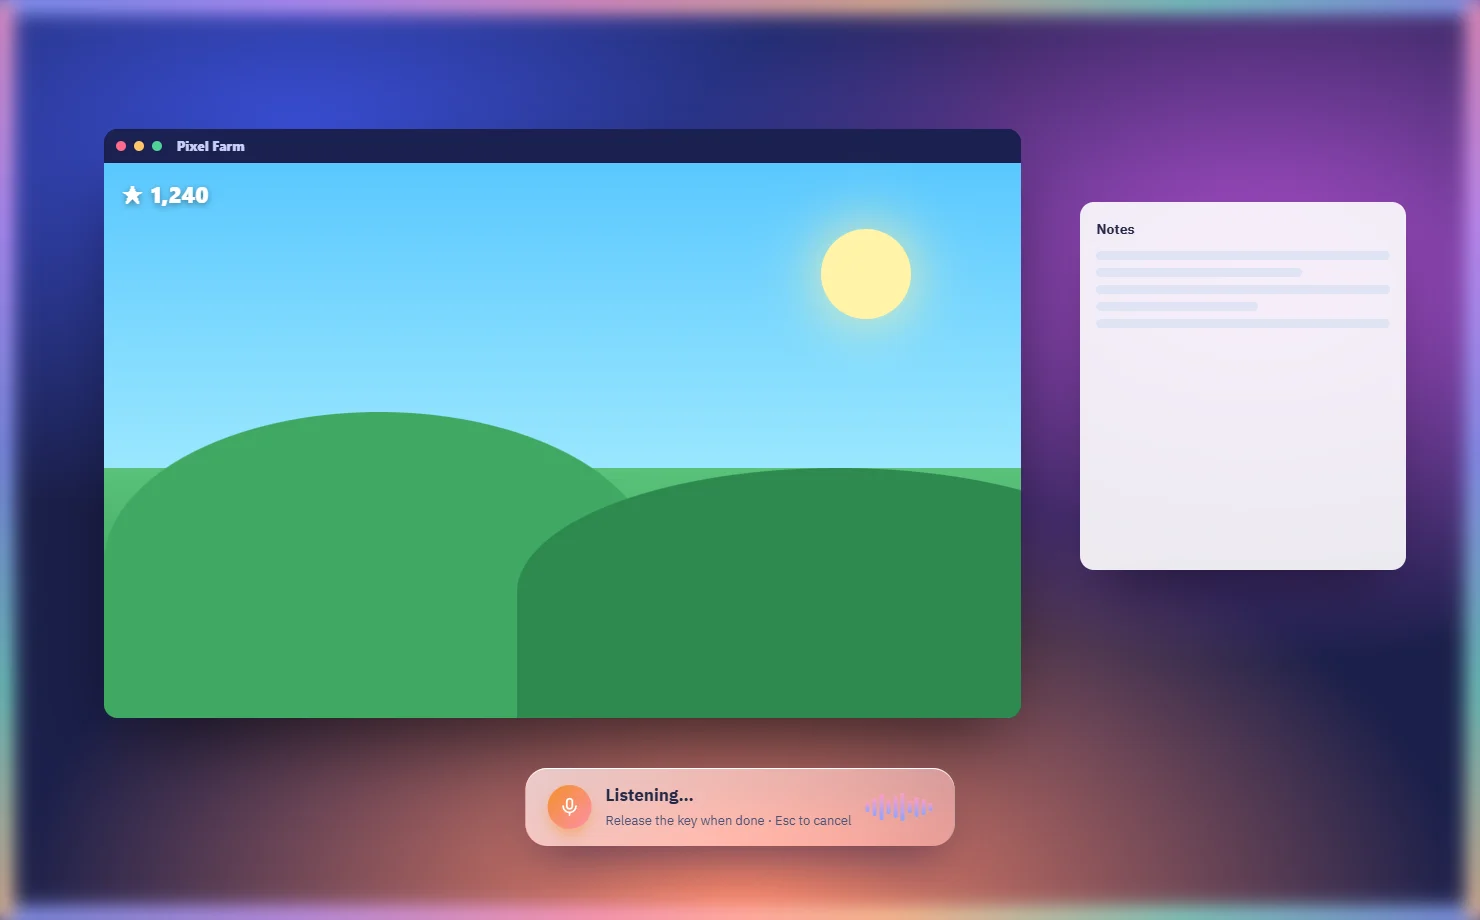 Pixel Farm
★ 1,240
Notes
Listening...
Release the key when done · Esc to cancel